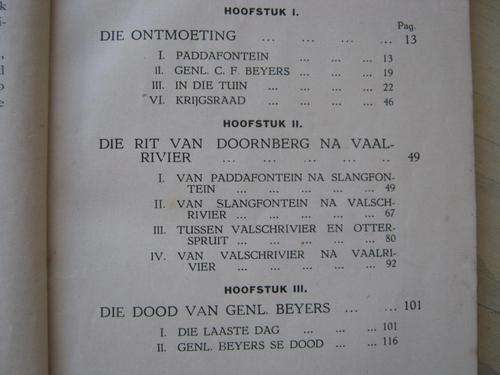 HOOFSTUK I.
Pag.
DIE ONTMOETING ... ... ... ... 13
I. PADDAFONTEIN ... ... ... 13
II. GENL. C. F. BEYERS ... ... ... 19
III. IN DIE TUIN ... ... ... ... 22
VI. KRIJGSRAAD ... ... ... ... 46
HOOFSTUK II.
DIE RIT VAN DOORNBERG NA VAAL-
RIVIER ... ... ... ... .. 49
I. VAN PADDAFONTEIN NA SLANGFON-
TEIN ... ... ... ... ... 49
II. VAN SLANGFONTEIN NA VALSCH-
RIVIER ... ... ... ... ... 67
III. TUSSEN VALSCHRIVIER EN OTTER-
SPRUIT ... ... ... ... ... 80
IV. VAN VALSCHRIVIER NA VAALRI-
VIER ... ... ... ... ... 92
HOOFSTUK III.
DIE DOOD VAN GENL. BEYERS ... ... 101
I. DIE LAASTE DAG ... ... ... 101
II. GENL. BEYERS SE DOOD ... ... 116